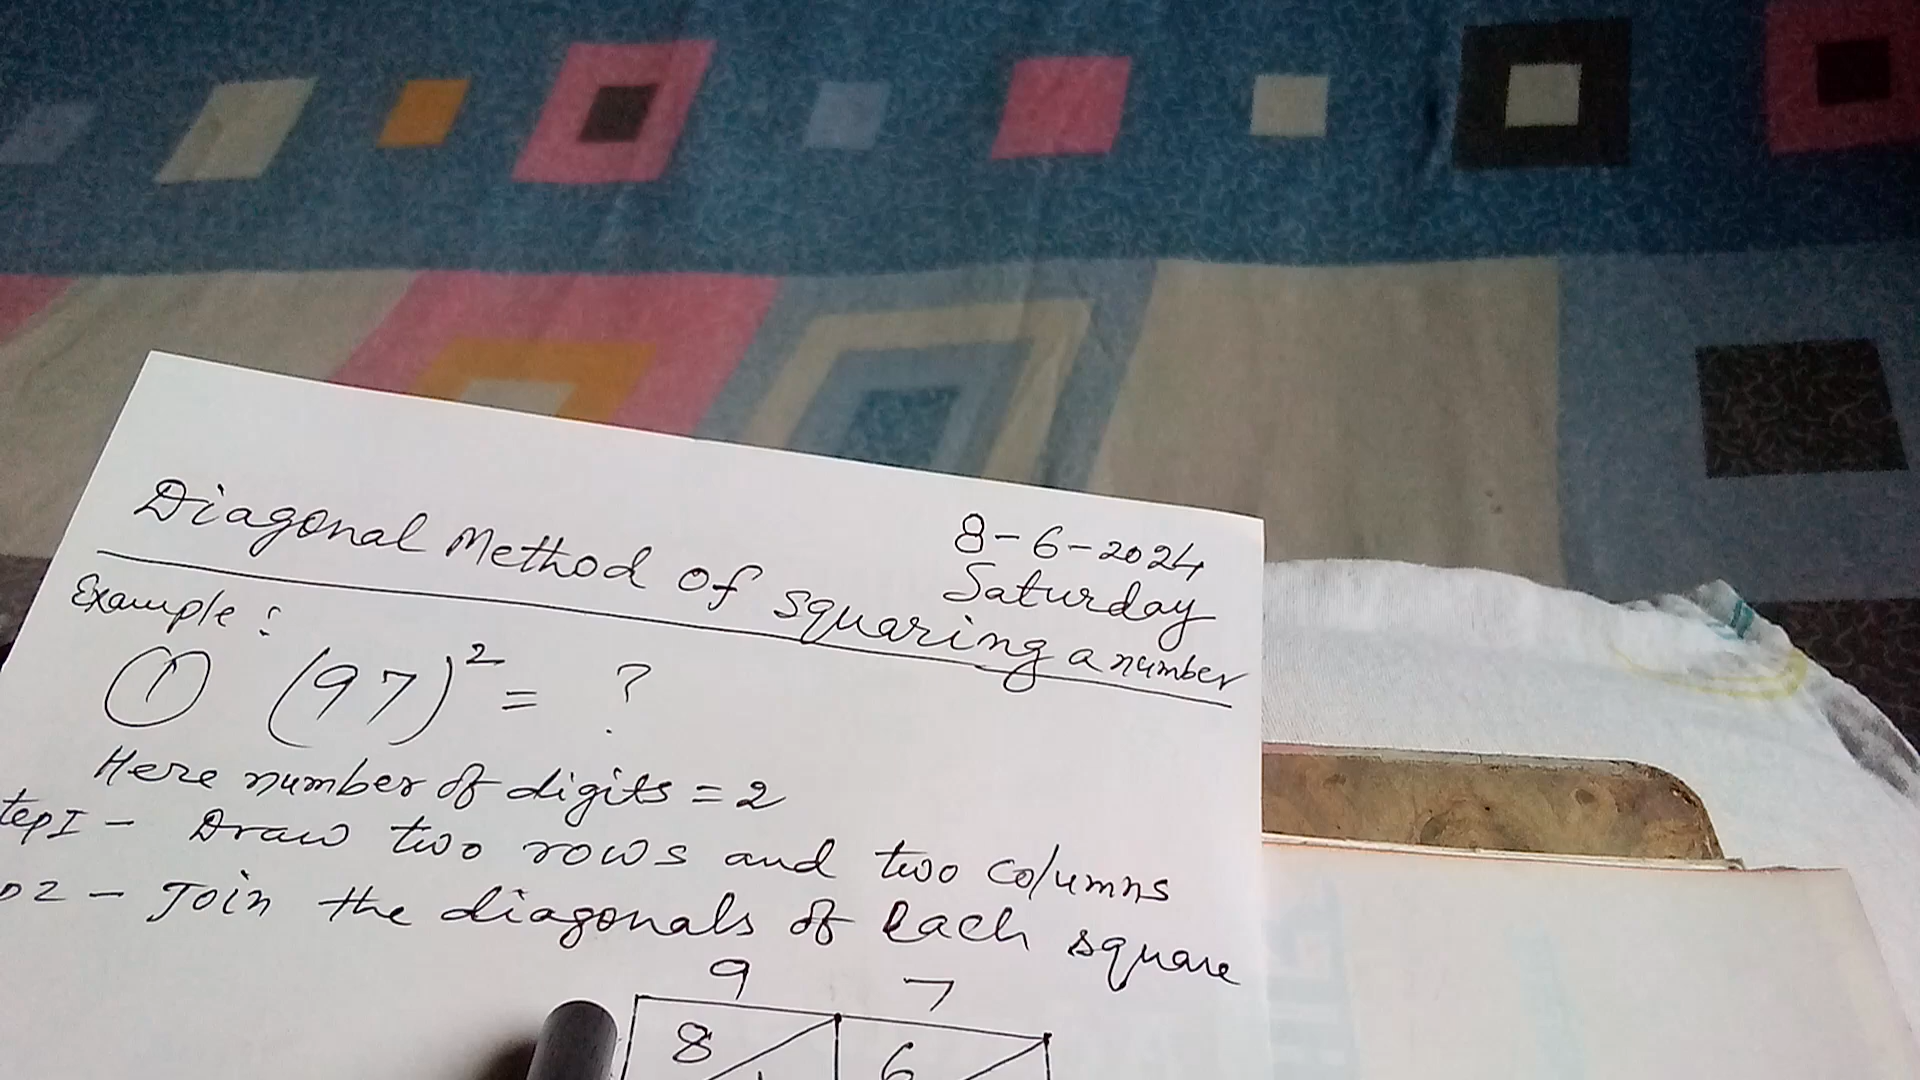 8-6-2024
Saturday
Diagonal Method of squaring a number
Example :
① (97)² = ?
Here number of digits = 2
tep I - Draw two rows and two columns
p 2 - Join the diagonals of each square
9 7
8 6